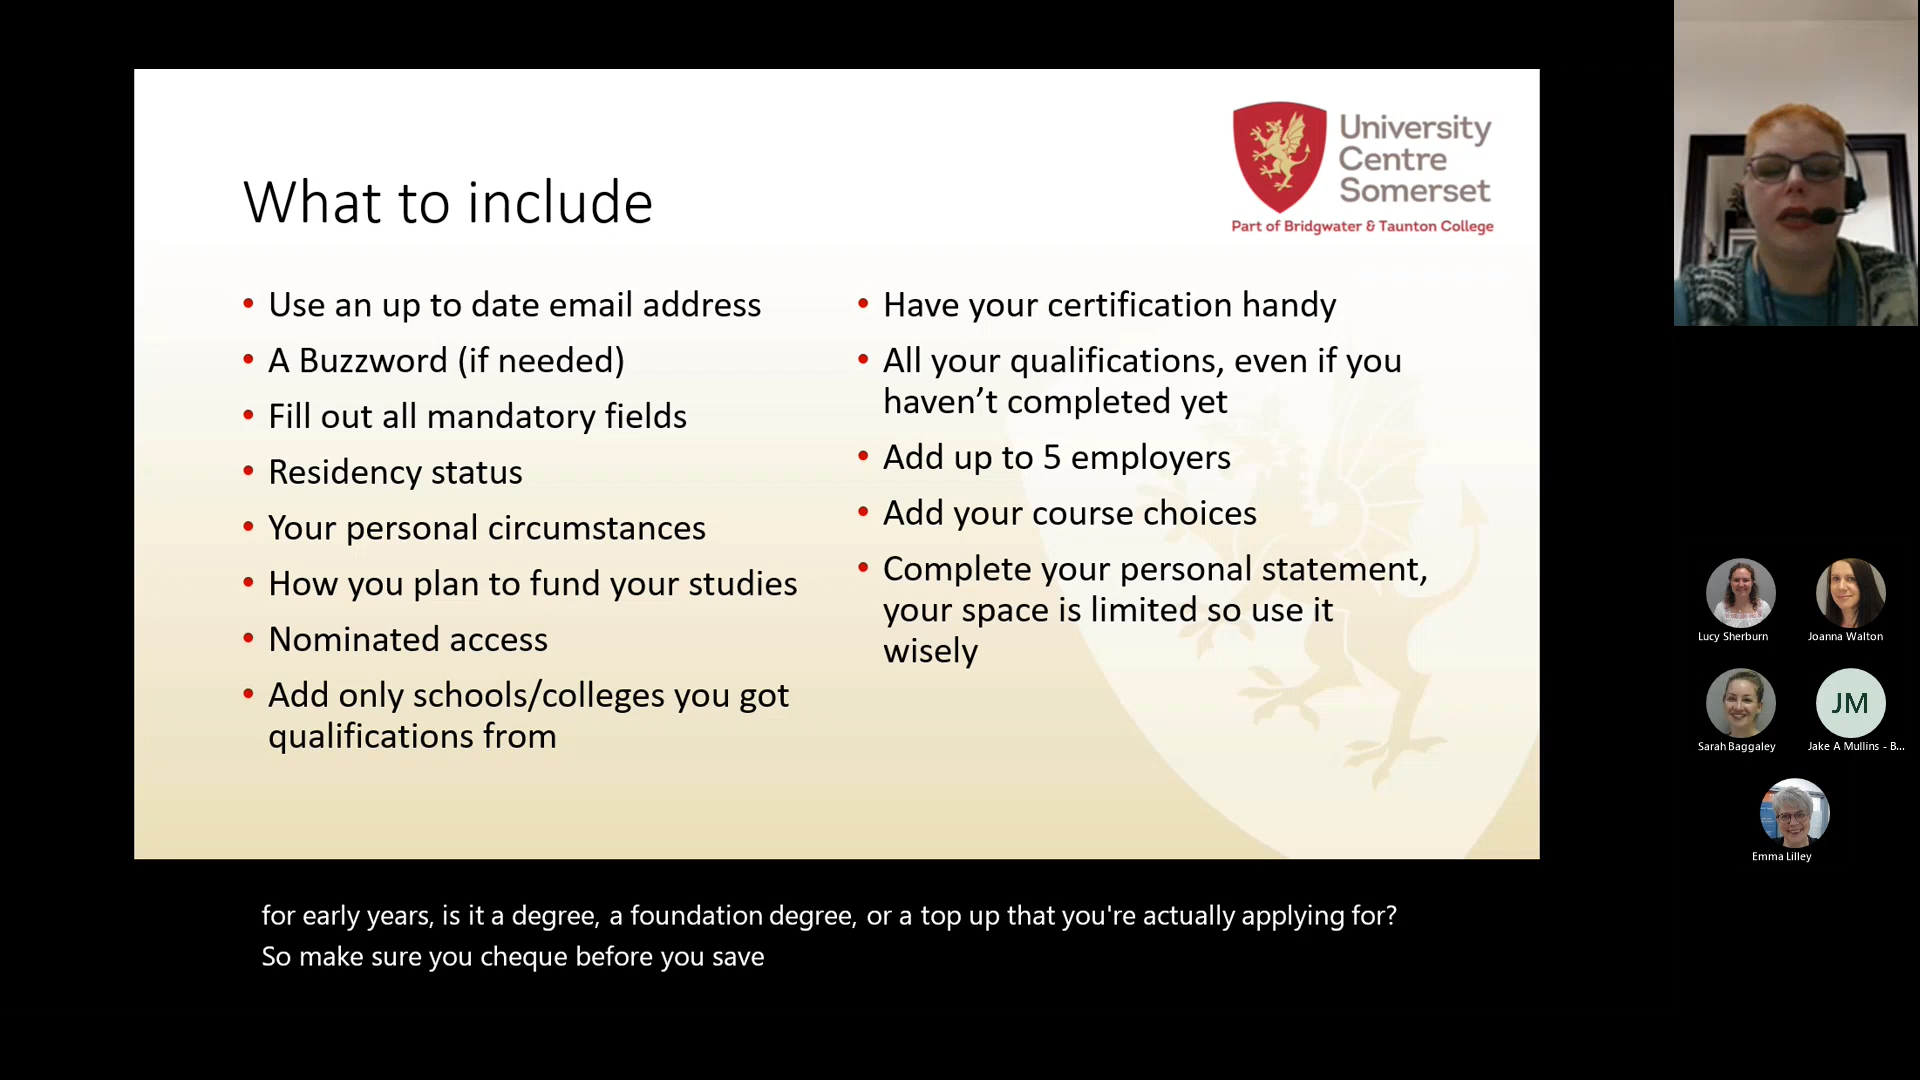 University
Centre
Somerset
Part of Bridgwater & Taunton College
What to include
• Use an up to date email address
• A Buzzword (if needed)
• Fill out all mandatory fields
• Residency status
• Your personal circumstances
• How you plan to fund your studies
• Nominated access
• Add only schools/colleges you got
qualifications from
• Have your certification handy
• All your qualifications, even if you
haven’t completed yet
• Add up to 5 employers
• Add your course choices
• Complete your personal statement,
your space is limited so use it
wisely
Lucy Sherburn
Joanna Walton
Sarah Baggaley
JM
Jake A Mullins - B...
Emma Lilley
for early years, is it a degree, a foundation degree, or a top up that you're actually applying for?
So make sure you cheque before you save